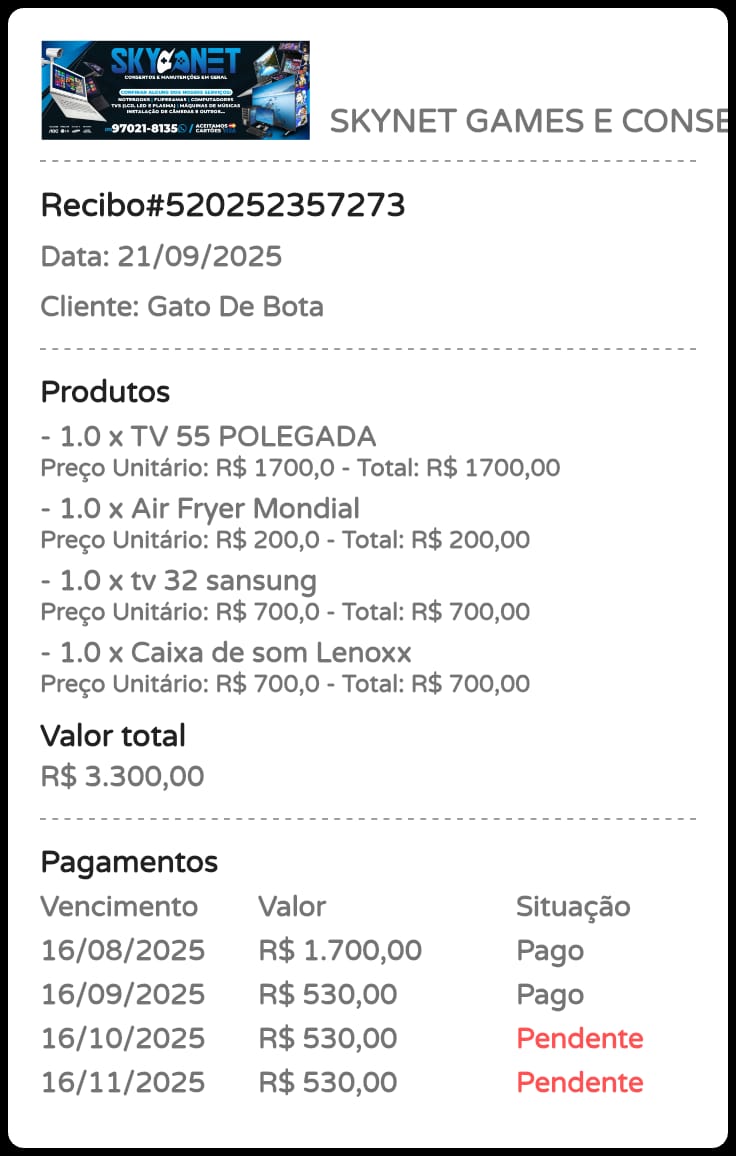 SKYNET
CONSERTOS E MANUTENÇÕES EM GERAL
CONFIRAM ALGUNS DOS NOSSOS SERVIÇOS:
NOTEBOOKS | FLIPERAMAS | COMPUTADORES
TVS (LCD, LED E PLASMA) | MÁQUINAS DE MÚSICAS
INSTALAÇÃO DE CÂMERAS E OUTROS...
97021-8135 / ACEITAMOS CARTÕES
SKYNET GAMES E CONSE
Recibo#520252357273
Data: 21/09/2025
Cliente: Gato De Bota
Produtos
- 1.0 x TV 55 POLEGADA
Preço Unitário: R$ 1700,0 - Total: R$ 1700,00
- 1.0 x Air Fryer Mondial
Preço Unitário: R$ 200,0 - Total: R$ 200,00
- 1.0 x tv 32 sansung
Preço Unitário: R$ 700,0 - Total: R$ 700,00
- 1.0 x Caixa de som Lenoxx
Preço Unitário: R$ 700,0 - Total: R$ 700,00
Valor total
R$ 3.300,00
Pagamentos
Vencimento Valor Situação
16/08/2025 R$ 1.700,00 Pago
16/09/2025 R$ 530,00 Pago
16/10/2025 R$ 530,00 Pendente
16/11/2025 R$ 530,00 Pendente